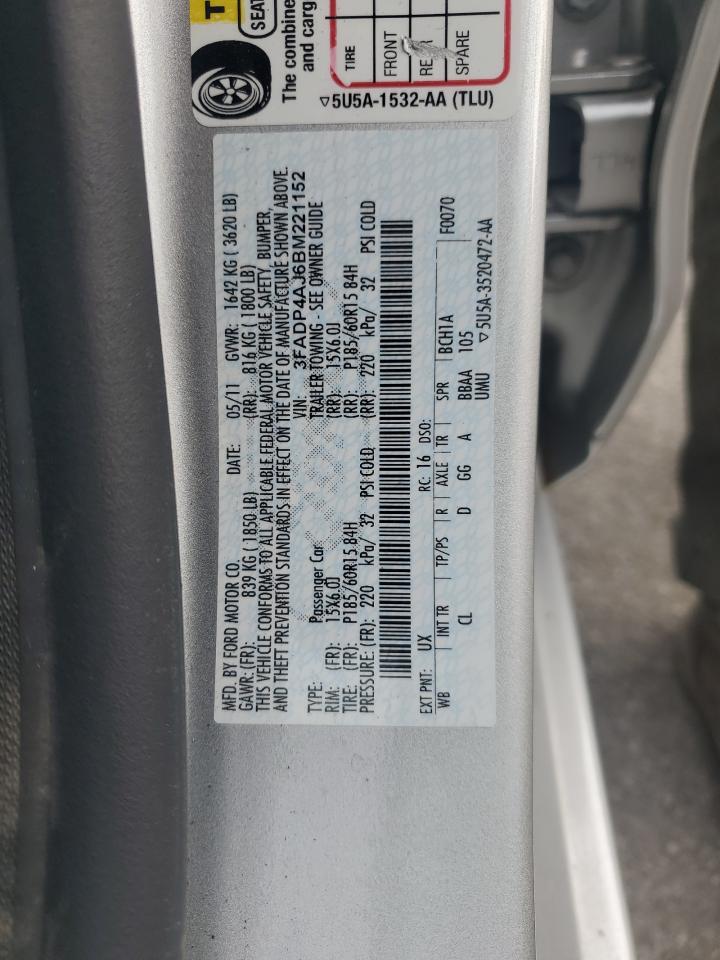 T
SEAT
The combine
and carg
TIRE
FRONT
RE
SPARE
▽5U5A-1532-AA (TLU)
MFD. BY FORD MOTOR CO. DATE: 05/11 GVWR: 1642 KG ( 3620 LB)
GAWR:(FR): 839 KG ( 1850 LB) (RR): 816 KG ( 1800 LB)
THIS VEHICLE CONFORMS TO ALL APPLICABLE FEDERAL MOTOR VEHICLE SAFETY, BUMPER,
AND THEFT PREVENTION STANDARDS IN EFFECT ON THE DATE OF MANUFACTURE SHOWN ABOVE.
VIN: 3FADP4AJ6BM221152
TYPE: Passenger Car TRAILER TOWING - SEE OWNER GUIDE
RIM: (FR): 15X6.0J (RR): 15X6.0J
TIRE: (FR): P185/60R15 84H (RR): P185/60R15 84H
PRESSURE: (FR): 220 kPa/ 32 PSI COLD (RR): 220 kPa/ 32 PSI COLD
EXT PNT: UX RC: 16 DSO: F0070
WB INT TR TP/PS R AXLE TR SPR BCH1A
CL D GG A BBAA 105
UMU
▽5U5A-3520472-AA